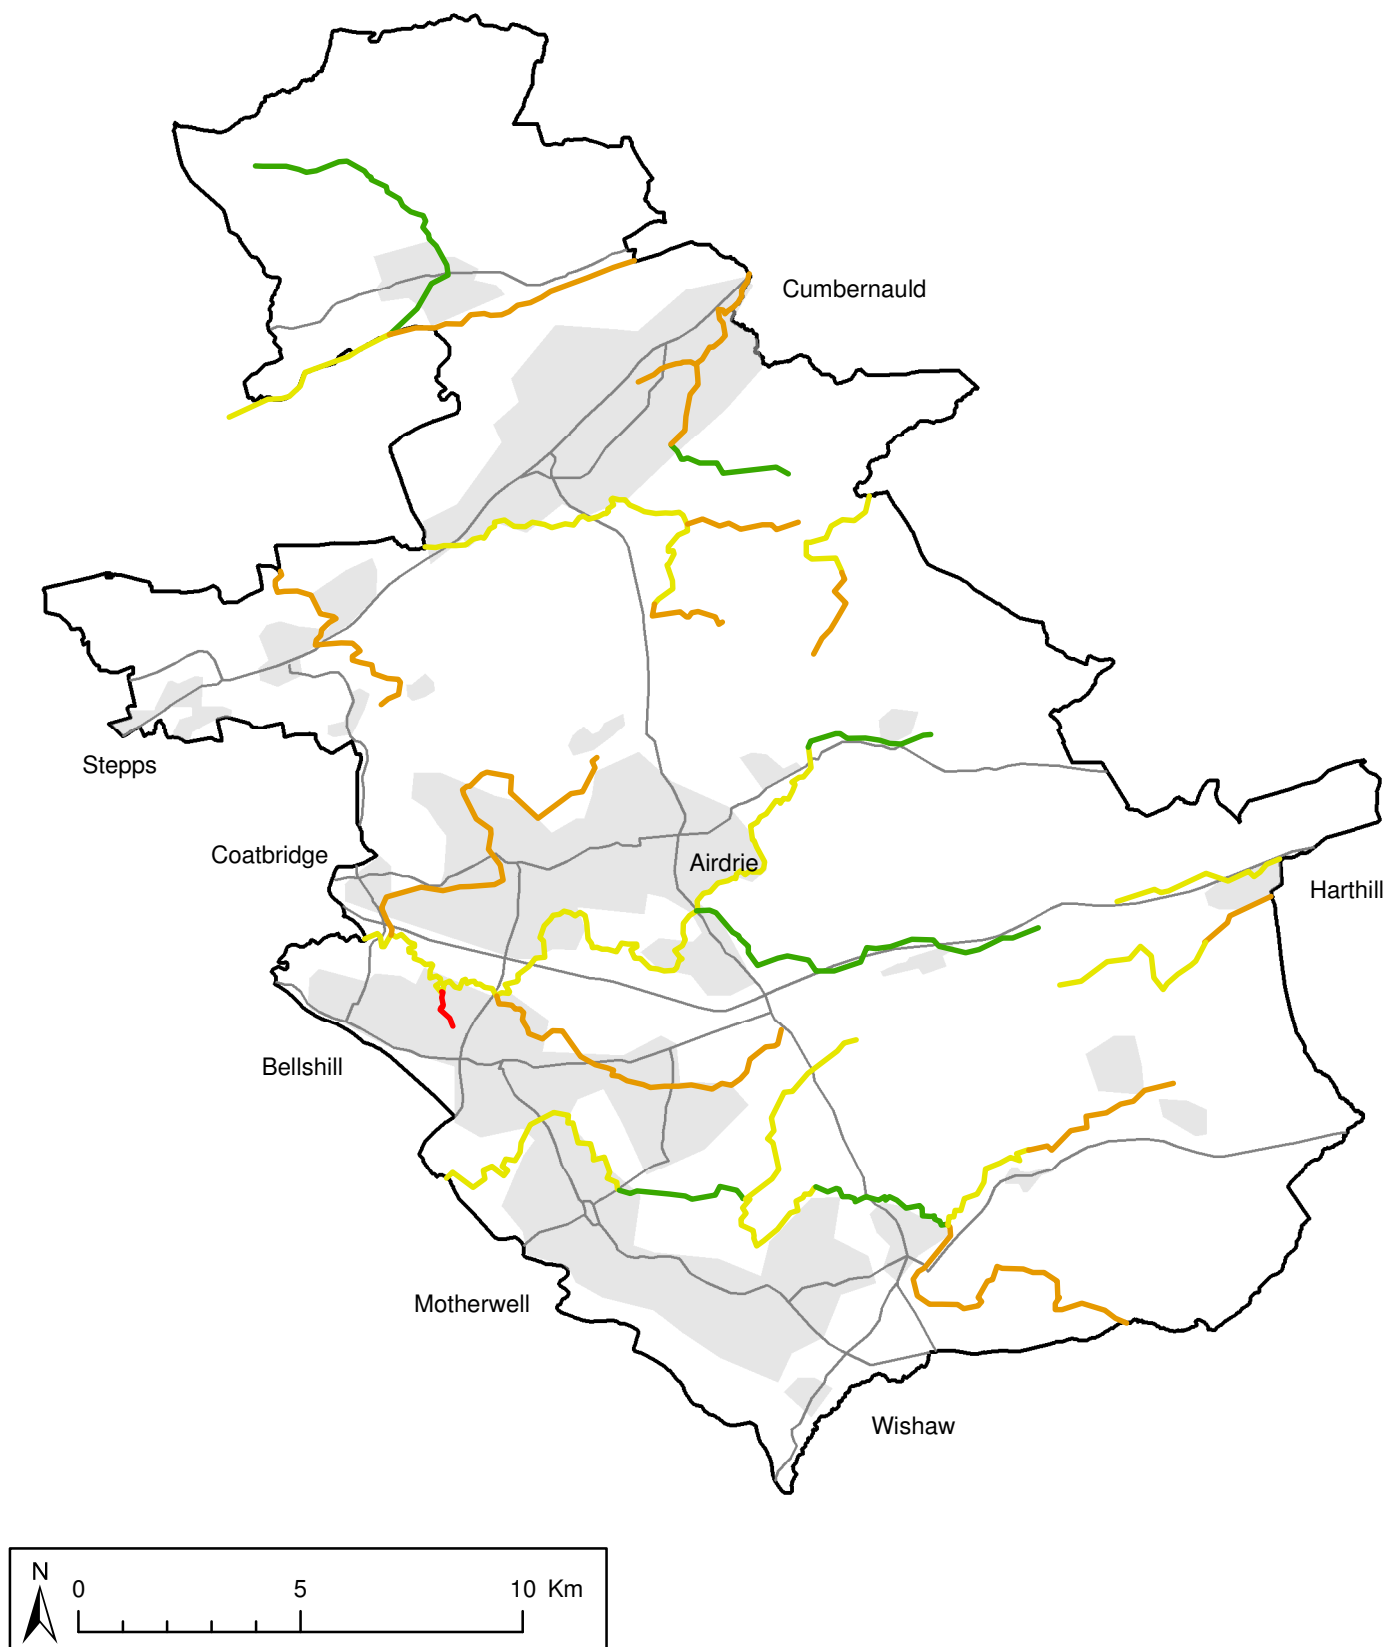 Cumbernauld
Stepps
Coatbridge
Airdrie
Harthill
Bellshill
Motherwell
Wishaw
N
0 5 10 Km